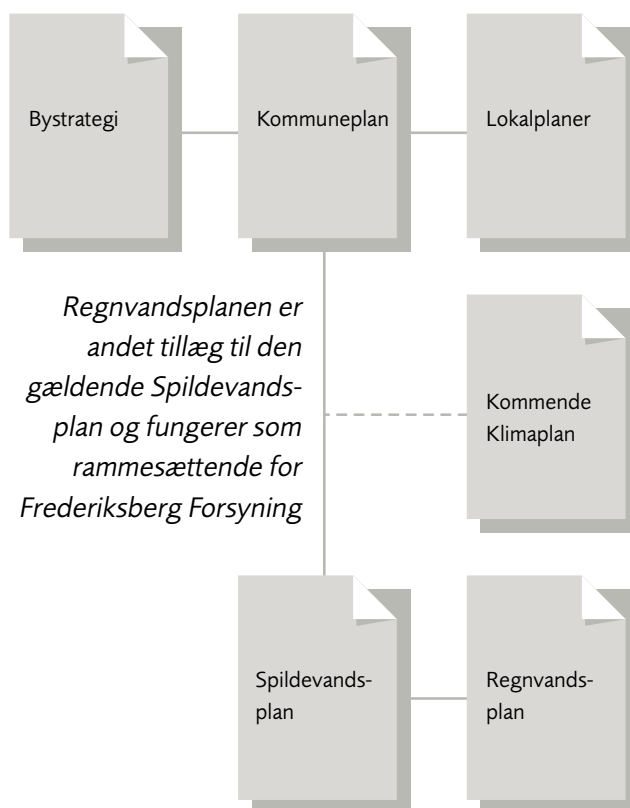 Bystrategi
Kommuneplan
Lokalplaner
Regnvandsplanen er
andet tillæg til den
gældende Spildevands-
plan og fungerer som
rammesættende for
Frederiksberg Forsyning
Kommende
Klimaplan
Spildevands-
plan
Regnvands-
plan